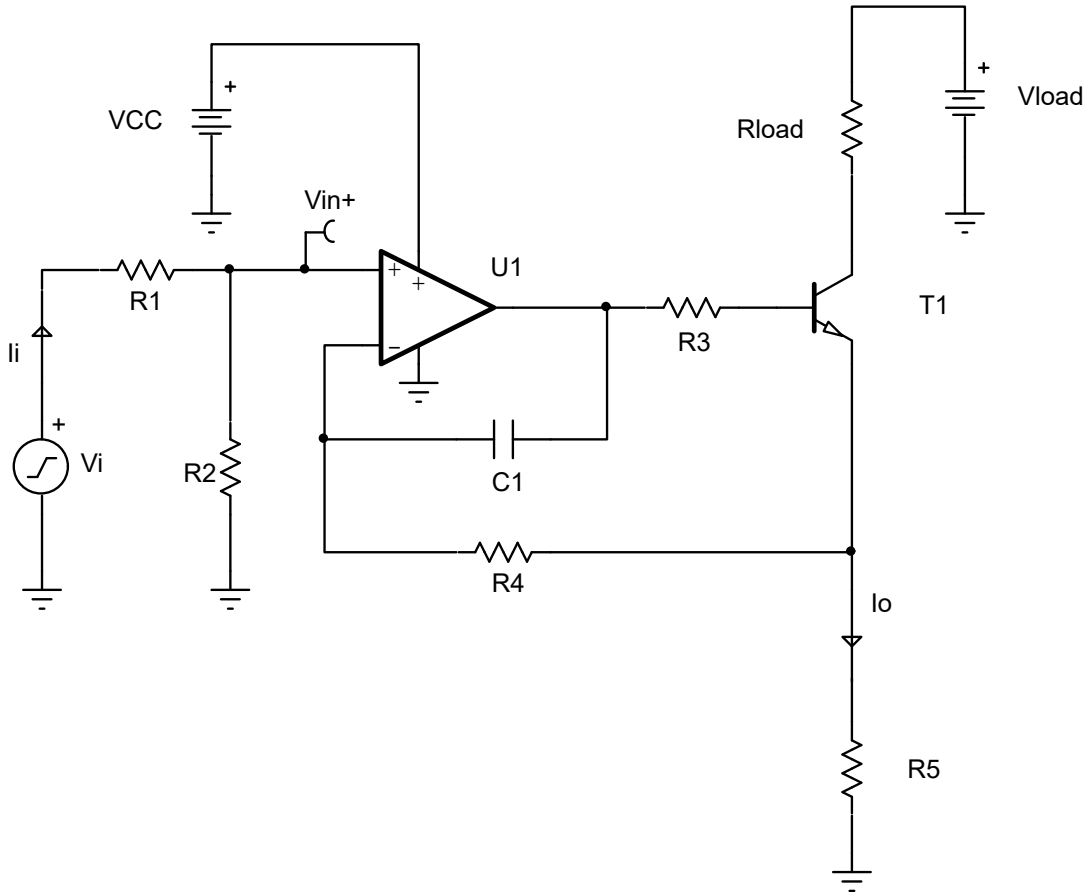 Vload
Rload
VCC
Vin+
U1
T1
R1
R3
Ii
Vi
R2
C1
R4
Io
R5
+
+
+
+
+
−